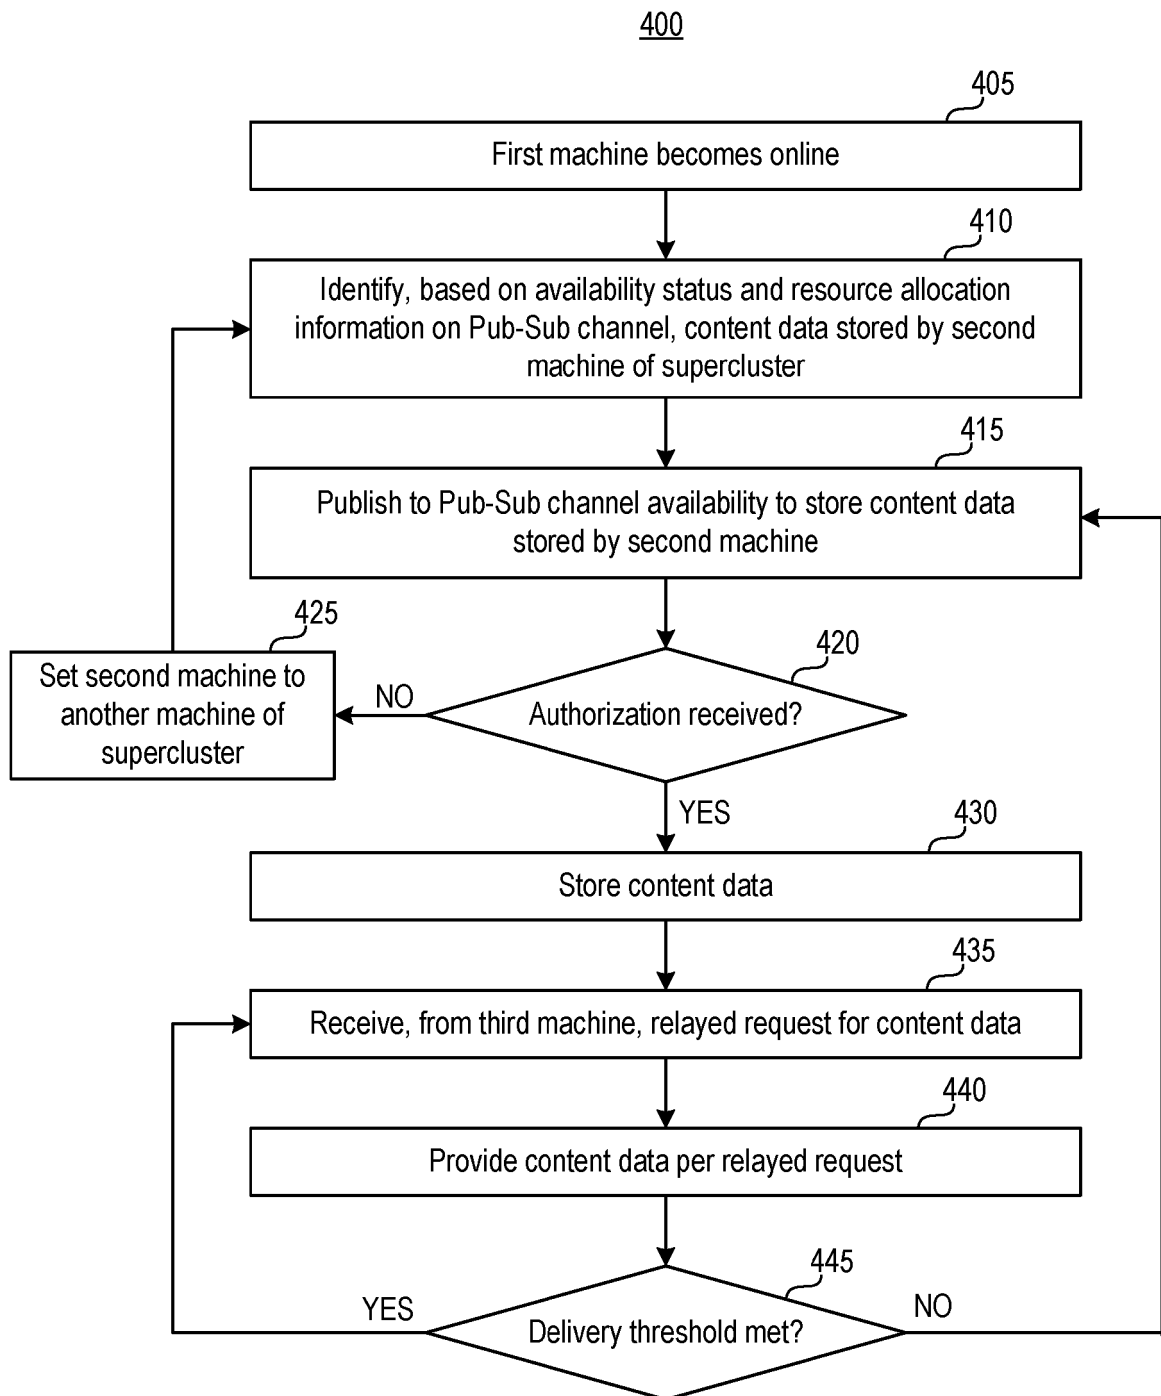 400
405
First machine becomes online
410
Identify, based on availability status and resource allocation
information on Pub-Sub channel, content data stored by second
machine of supercluster
415
Publish to Pub-Sub channel availability to store content data
stored by second machine
425
Set second machine to
another machine of
supercluster
NO
420
Authorization received?
YES
430
Store content data
435
Receive, from third machine, relayed request for content data
440
Provide content data per relayed request
445
YES
Delivery threshold met?
NO